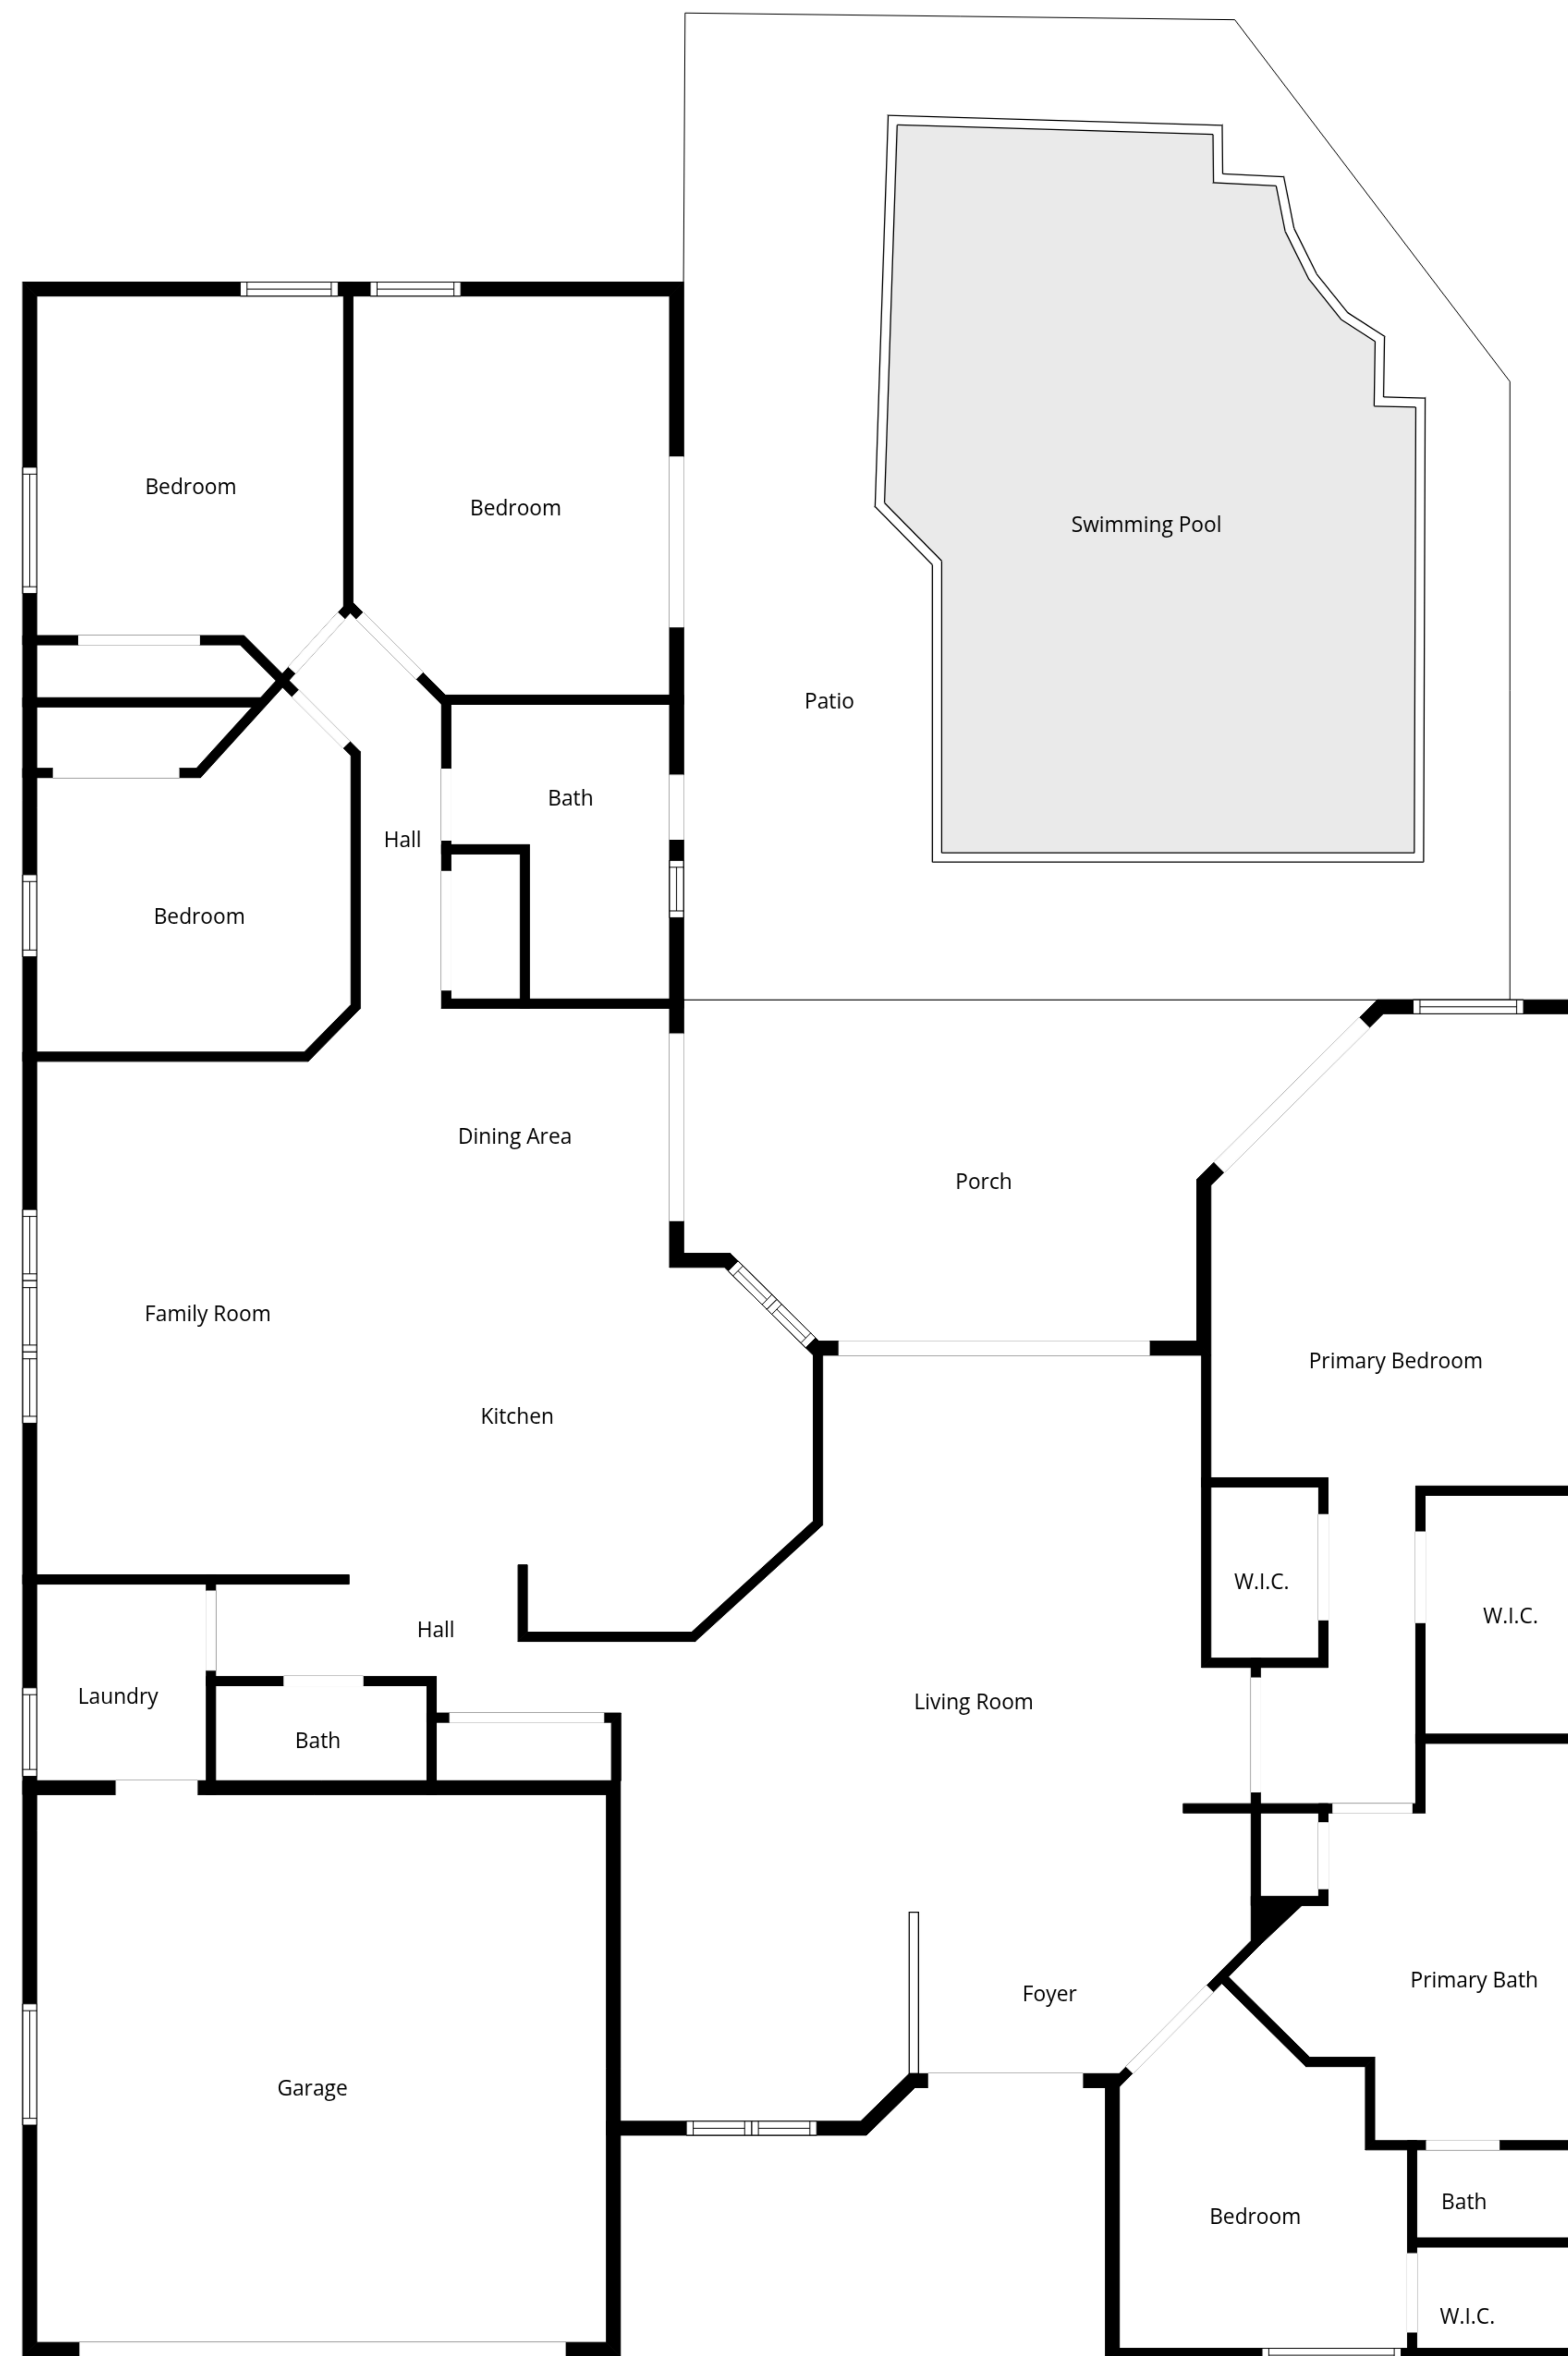 Bedroom
Bedroom
Swimming Pool
Patio
Bath
Hall
Bedroom
Dining Area
Porch
Family Room
Primary Bedroom
Kitchen
W.I.C.
W.I.C.
Hall
Laundry
Living Room
Bath
Primary Bath
Foyer
Garage
Bath
Bedroom
W.I.C.